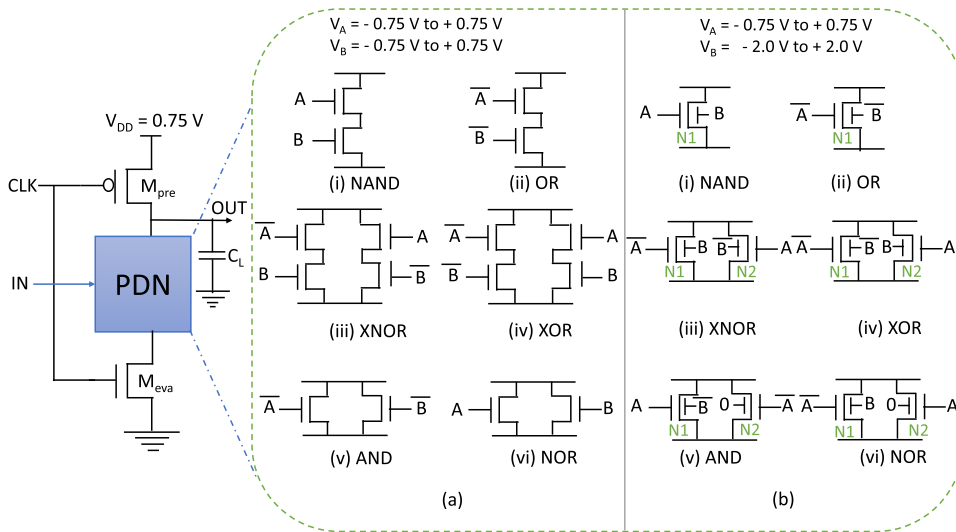 V_A = - 0.75 V to + 0.75 V
V_B = - 0.75 V to + 0.75 V
V_A = - 0.75 V to + 0.75 V
V_B = - 2.0 V to + 2.0 V
V_DD = 0.75 V
CLK
M_pre
OUT
C_L
IN
PDN
M_eva
A
B
(i) NAND
A̅
B̅
(ii) OR
A̅
A
B
B̅
(iii) XNOR
A̅
A
B̅
B
(iv) XOR
A̅
B̅
(v) AND
A
B
(vi) NOR
(a)
A
B
N1
(i) NAND
A̅
B̅
N1
(ii) OR
A̅
B
B̅
A
N1
N2
(iii) XNOR
A̅
B̅
B
A
N1
N2
(iv) XOR
A
B̅
0
A̅
N1
N2
(v) AND
A̅
B
0
A
N1
N2
(vi) NOR
(b)